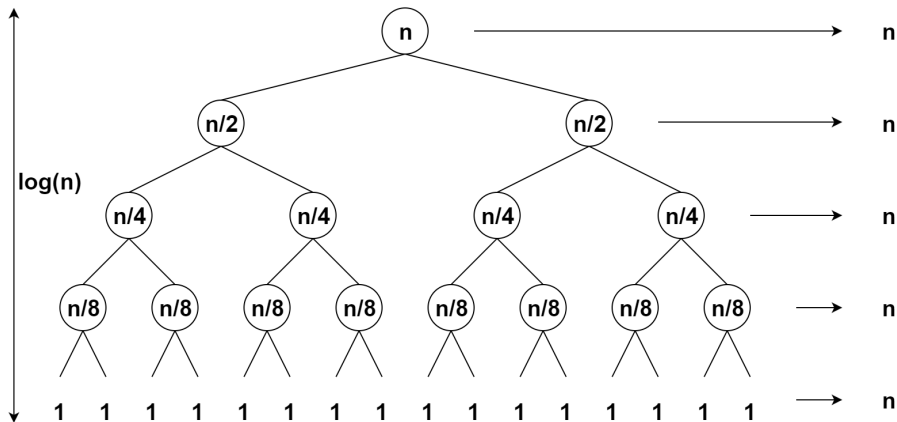 n n
n/2 n/2 n
log(n)
n/4 n/4 n/4 n/4 n
n/8 n/8 n/8 n/8 n/8 n/8 n/8 n/8 n
1 1 1 1 1 1 1 1 1 1 1 1 1 1 1 1 n